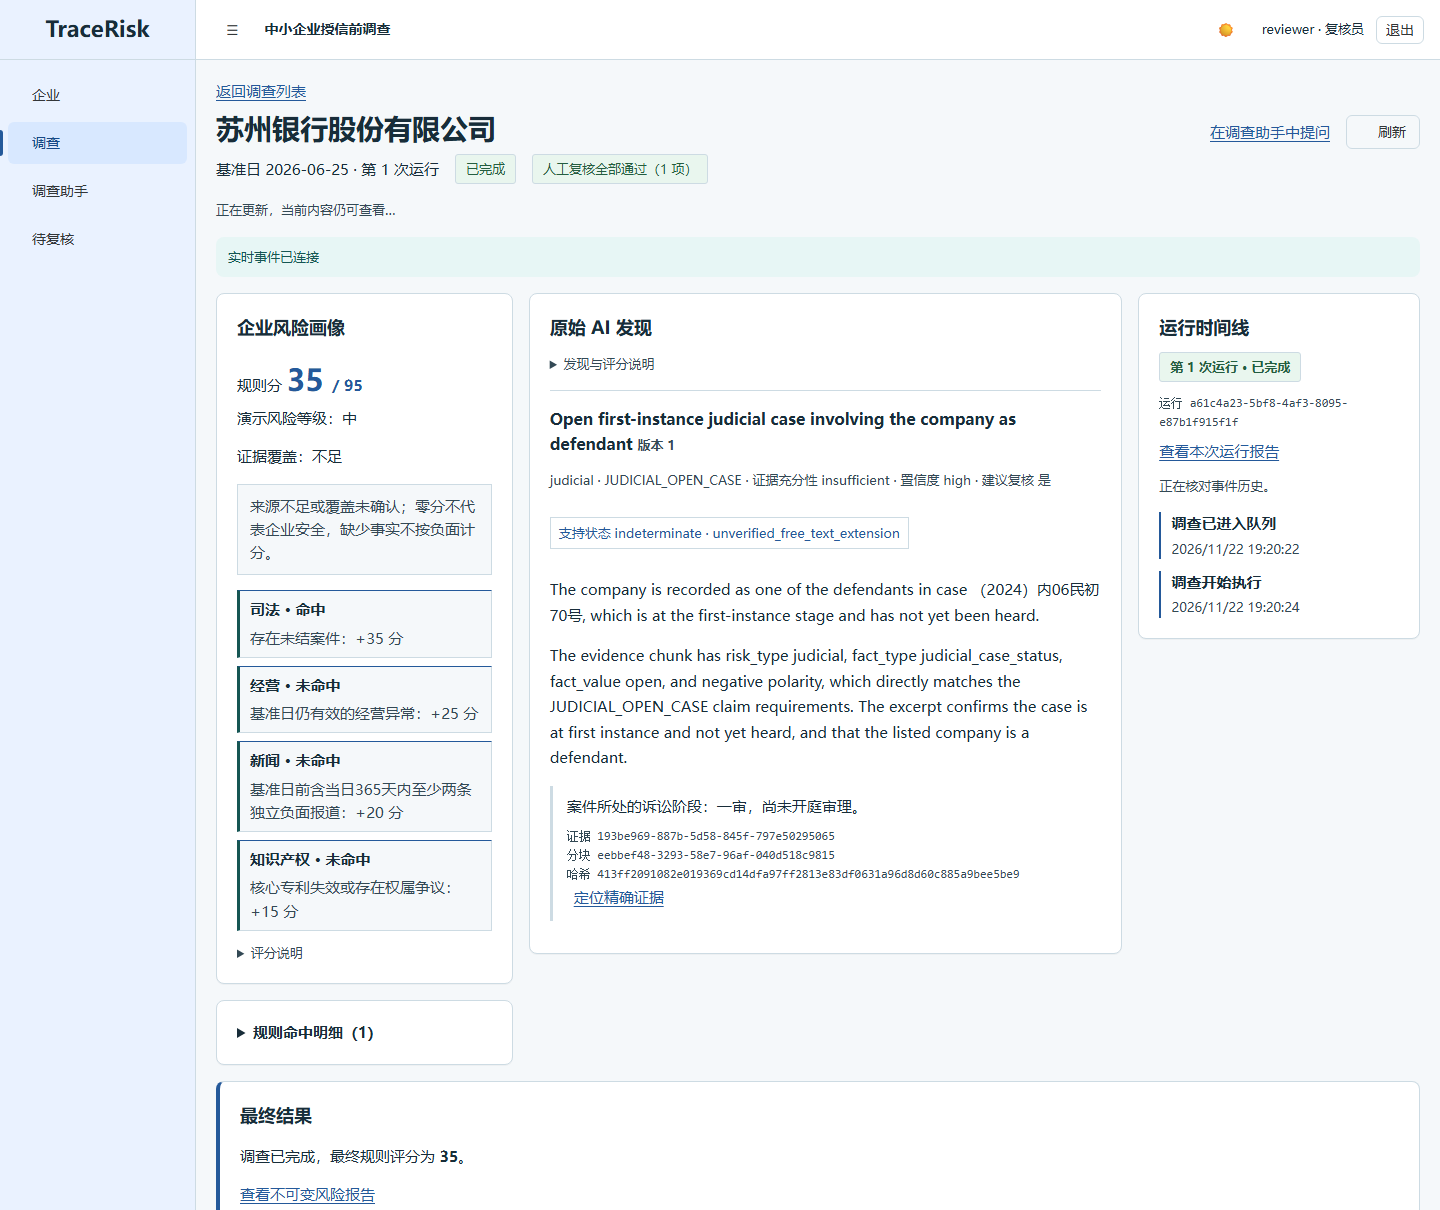 TraceRisk
☰
中小企业授信前调查
reviewer · 复核员
退出
企业
调查
调查助手
待复核
返回调查列表
苏州银行股份有限公司
在调查助手中提问
刷新
基准日 2026-06-25 · 第 1 次运行
已完成
人工复核全部通过（1 项）
正在更新，当前内容仍可查看...
实时事件已连接
企业风险画像
规则分 35 / 95
演示风险等级：中
证据覆盖：不足
来源不足或覆盖未确认；零分不代
表企业安全，缺少事实不按负面计
分。
司法 • 命中
存在未结案件：+35 分
经营 • 未命中
基准日仍有效的经营异常：+25 分
新闻 • 未命中
基准日前含当日365天内至少两条
独立负面报道：+20 分
知识产权 • 未命中
核心专利失效或存在权属争议：
+15 分
▶ 评分说明
▶ 规则命中明细（1）
原始 AI 发现
▶ 发现与评分说明
Open first-instance judicial case involving the company as
defendant 版本 1
judicial · JUDICIAL_OPEN_CASE · 证据充分性 insufficient · 置信度 high · 建议复核 是
支持状态 indeterminate · unverified_free_text_extension
The company is recorded as one of the defendants in case （2024）内06民初
70号, which is at the first-instance stage and has not yet been heard.
The evidence chunk has risk_type judicial, fact_type judicial_case_status,
fact_value open, and negative polarity, which directly matches the
JUDICIAL_OPEN_CASE claim requirements. The excerpt confirms the case is
at first instance and not yet heard, and that the listed company is a
defendant.
案件所处的诉讼阶段：一审，尚未开庭审理。
证据 193be969-887b-5d58-845f-797e50295065
分块 eebbef48-3293-58e7-96af-040d518c9815
哈希 413ff2091082e019369cd14dfa97ff2813e83df0631a96d8d60c885a9bee5be9
定位精确证据
运行时间线
第 1 次运行 • 已完成
运行 a61c4a23-5bf8-4af3-8095-
e87b1f915f1f
查看本次运行报告
正在核对事件历史。
调查已进入队列
2026/11/22 19:20:22
调查开始执行
2026/11/22 19:20:24
最终结果
调查已完成，最终规则评分为 35。
查看不可变风险报告